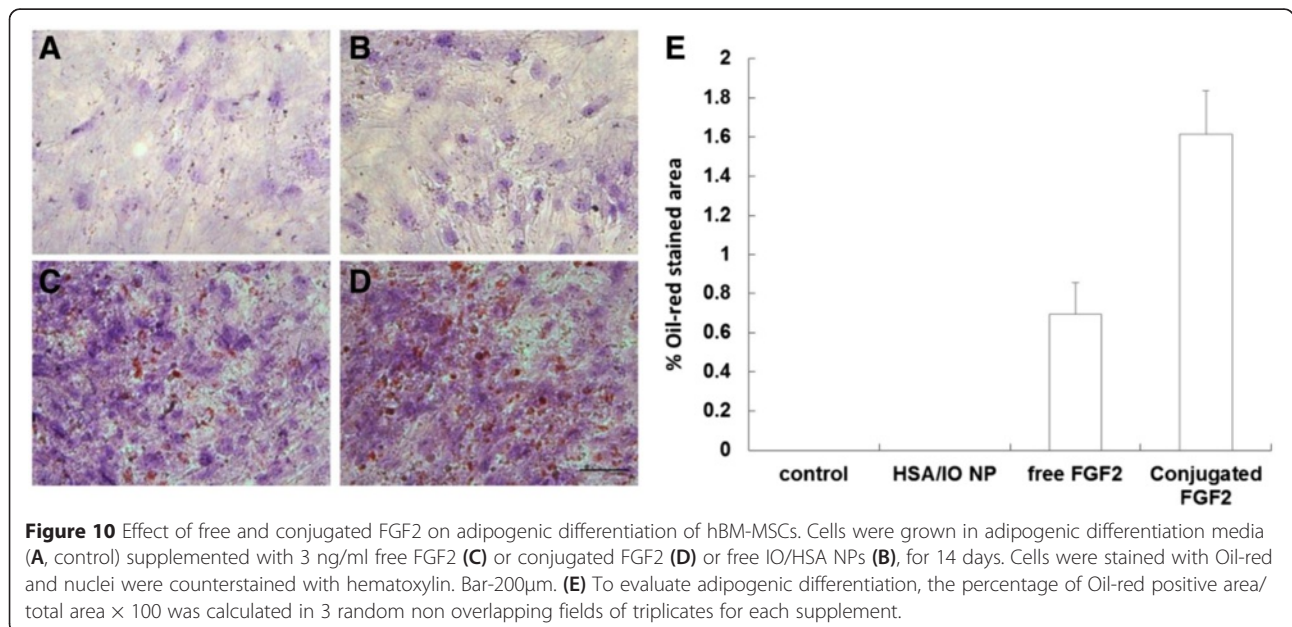 A
B
C
D
E
2
1.8
1.6
1.4
1.2
1
0.8
0.6
0.4
0.2
0
% Oil-red stained area
control
HSA/IO NP
free FGF2
Conjugated
FGF2
Figure 10 Effect of free and conjugated FGF2 on adipogenic differentiation of hBM-MSCs. Cells were grown in adipogenic differentiation media
(A, control) supplemented with 3 ng/ml free FGF2 (C) or conjugated FGF2 (D) or free IO/HSA NPs (B), for 14 days. Cells were stained with Oil-red
and nuclei were counterstained with hematoxylin. Bar-200μm. (E) To evaluate adipogenic differentiation, the percentage of Oil-red positive area/
total area × 100 was calculated in 3 random non overlapping fields of triplicates for each supplement.